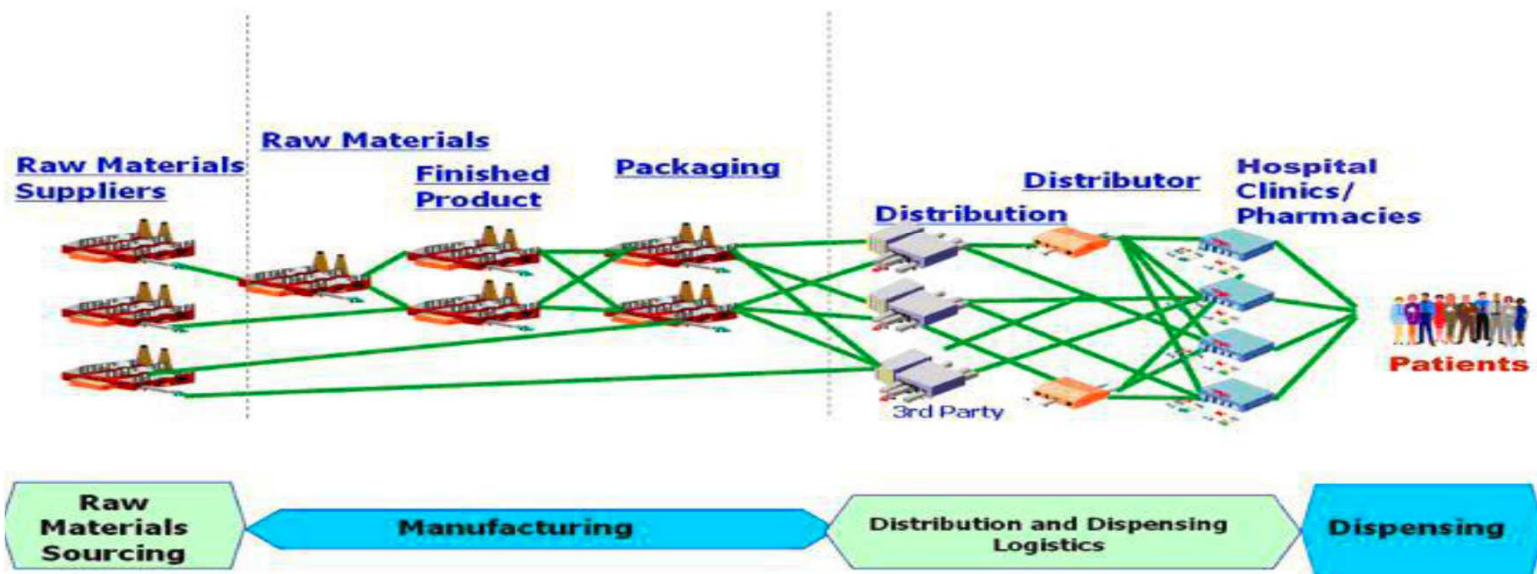 Raw Materials
Suppliers
Raw Materials
Finished
Product
Packaging
Distribution
Distributor
Hospital
Clinics/
Pharmacies
3rd Party
Patients
Raw
Materials
Sourcing
Manufacturing
Distribution and Dispensing
Logistics
Dispensing